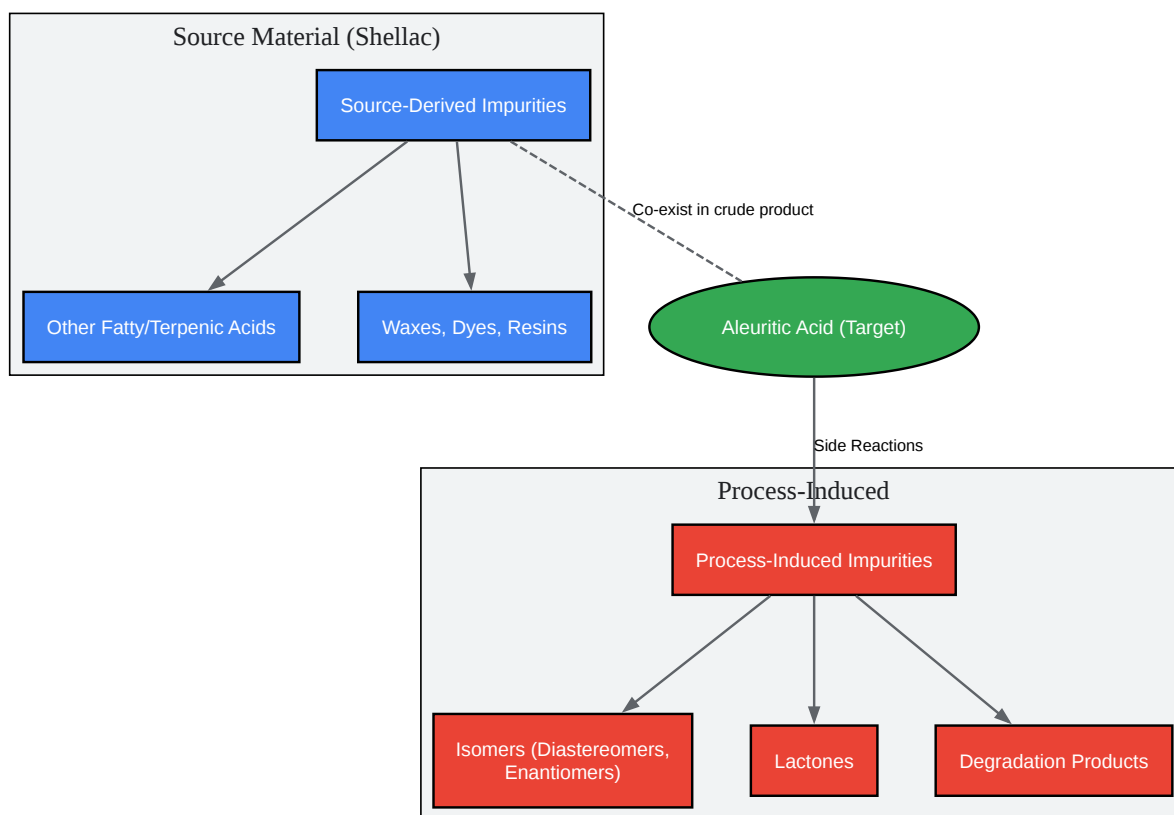 Source Material (Shellac)
Source-Derived Impurities
Co-exist in crude product
Other Fatty/Terpenic Acids
Waxes, Dyes, Resins
Aleuritic Acid (Target)
Side Reactions
Process-Induced
Process-Induced Impurities
Isomers (Diastereomers,
Enantiomers)
Lactones
Degradation Products